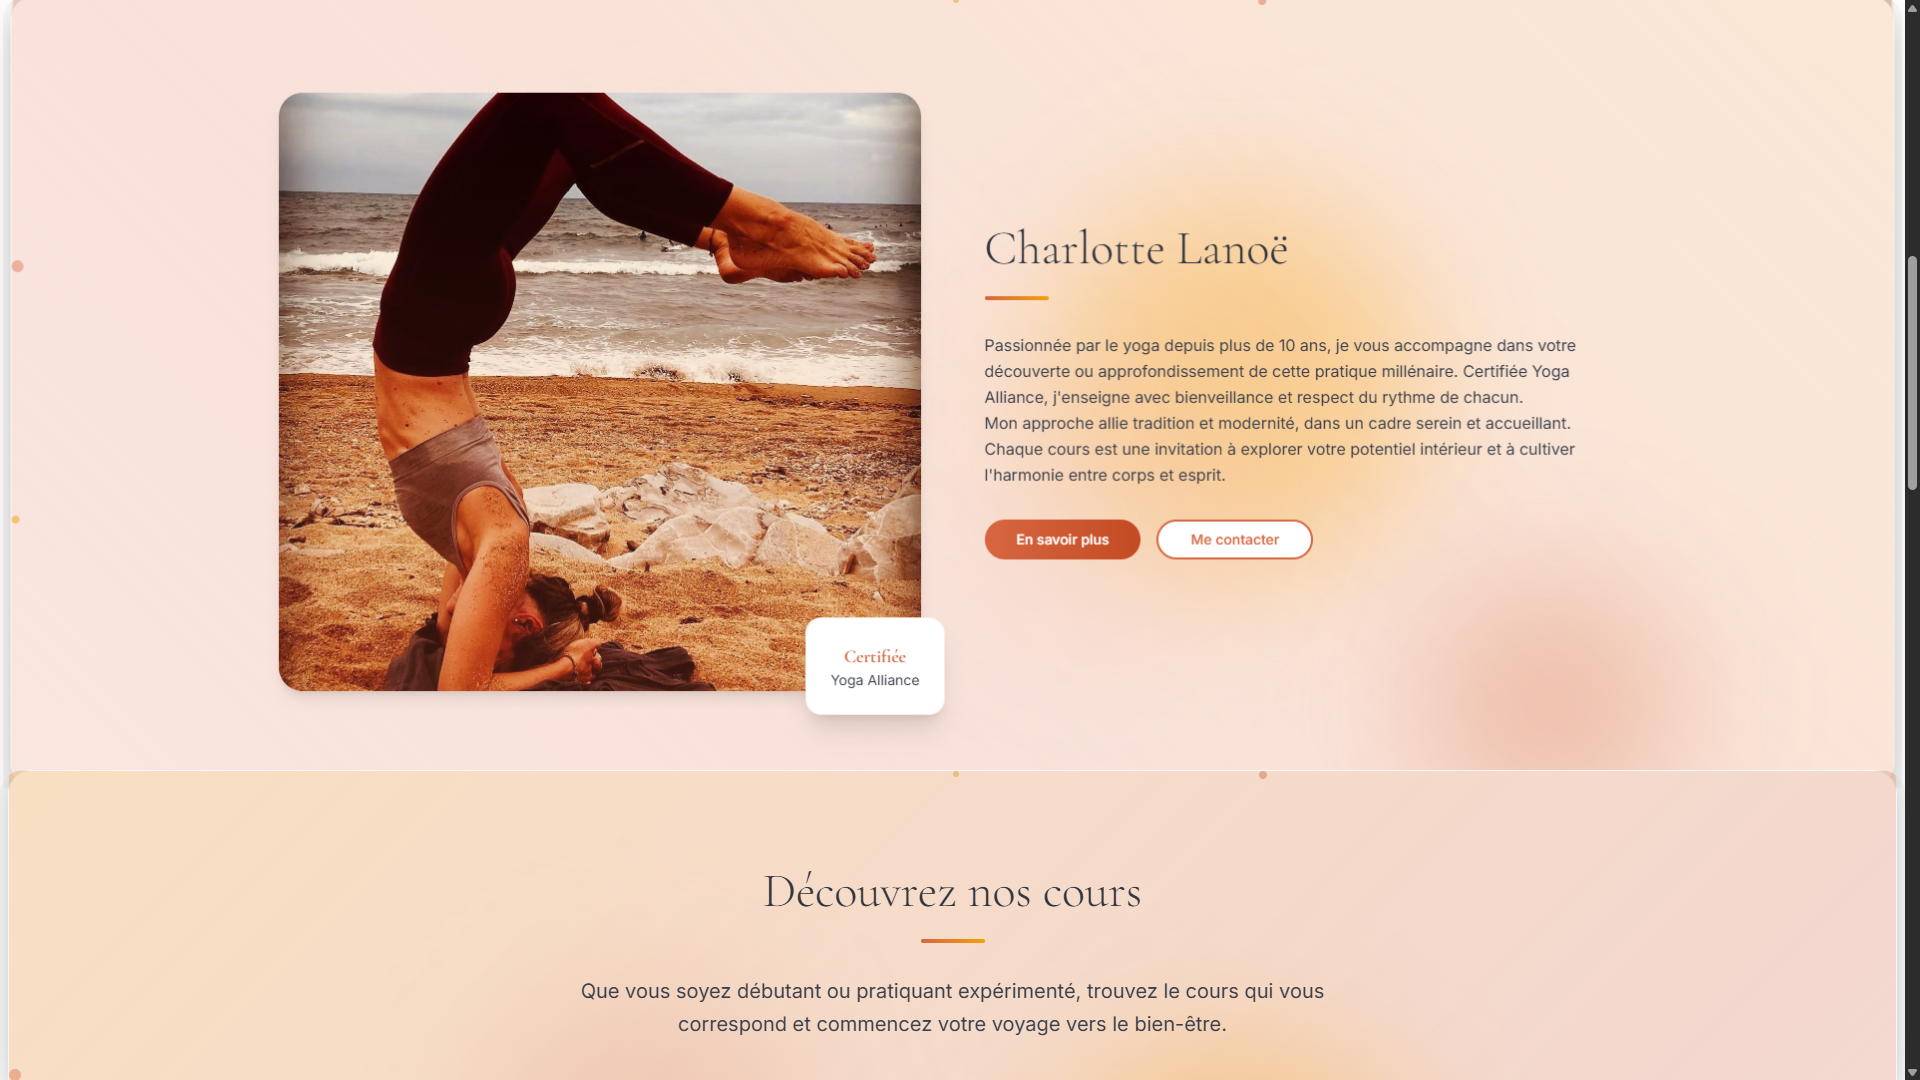 Charlotte Lanoë
Passionnée par le yoga depuis plus de 10 ans, je vous accompagne dans votre
découverte ou approfondissement de cette pratique millénaire. Certifiée Yoga
Alliance, j'enseigne avec bienveillance et respect du rythme de chacun.
Mon approche allie tradition et modernité, dans un cadre serein et accueillant.
Chaque cours est une invitation à explorer votre potentiel intérieur et à cultiver
l'harmonie entre corps et esprit.
En savoir plus
Me contacter
Certifiée
Yoga Alliance
Découvrez nos cours
Que vous soyez débutant ou pratiquant expérimenté, trouvez le cours qui vous
correspond et commencez votre voyage vers le bien-être.